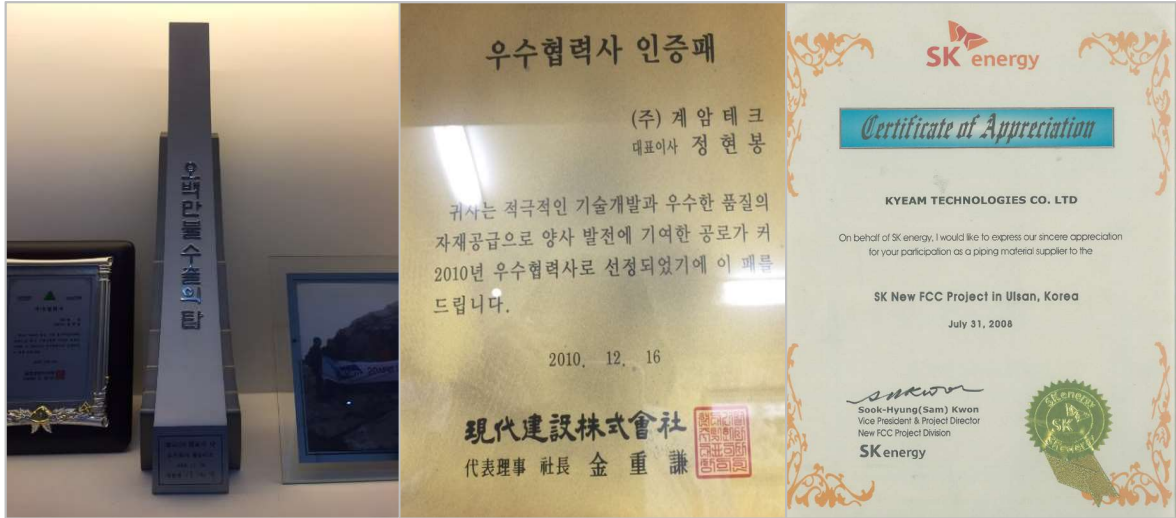 오백만불수출의탑
우수협력사 인증패
(주) 계암테크
대표이사 정현봉
귀사는 적극적인 기술개발과 우수한 품질의
자재공급으로 양사 발전에 기여한 공로가 커
2010년 우수협력사로 선정되었기에 이 패를
드립니다.
2010. 12. 16
現代建設株式會社
代表理事 社長 金重謙
SK energy
Certificate of Appreciation
KYEAM TECHNOLOGIES CO. LTD
On behalf of SK energy, I would like to express our sincere appreciation
for your participation as a piping material supplier to the
SK New FCC Project in Ulsan, Korea
July 31, 2008
Sook-Hyung(Sam) Kwon
Vice President & Project Director
New FCC Project Division
SK energy
SK energy
SK